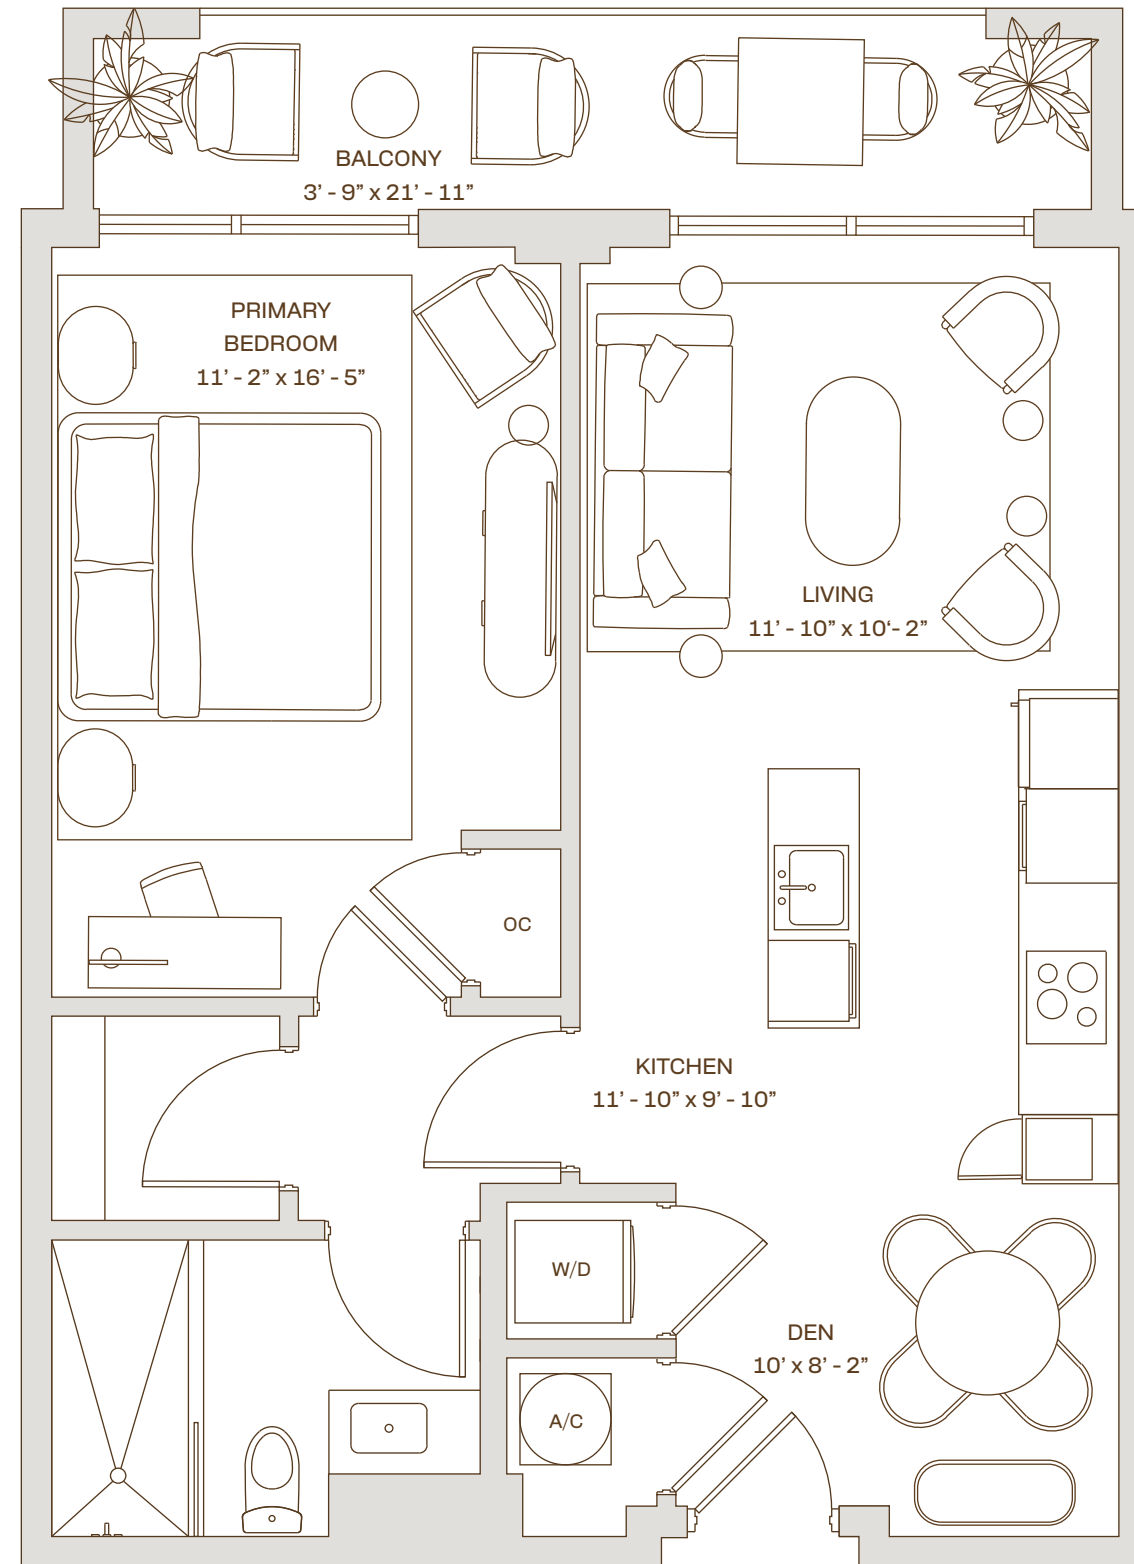 BALCONY
3’ - 9” x 21’ - 11”
PRIMARY
BEDROOM
11’ - 2” x 16’ - 5”
LIVING
11’ - 10” x 10‘- 2”
OC
KITCHEN
11’ - 10” x 9’ - 10”
W/D
DEN
10’ x 8’ - 2”
A/C